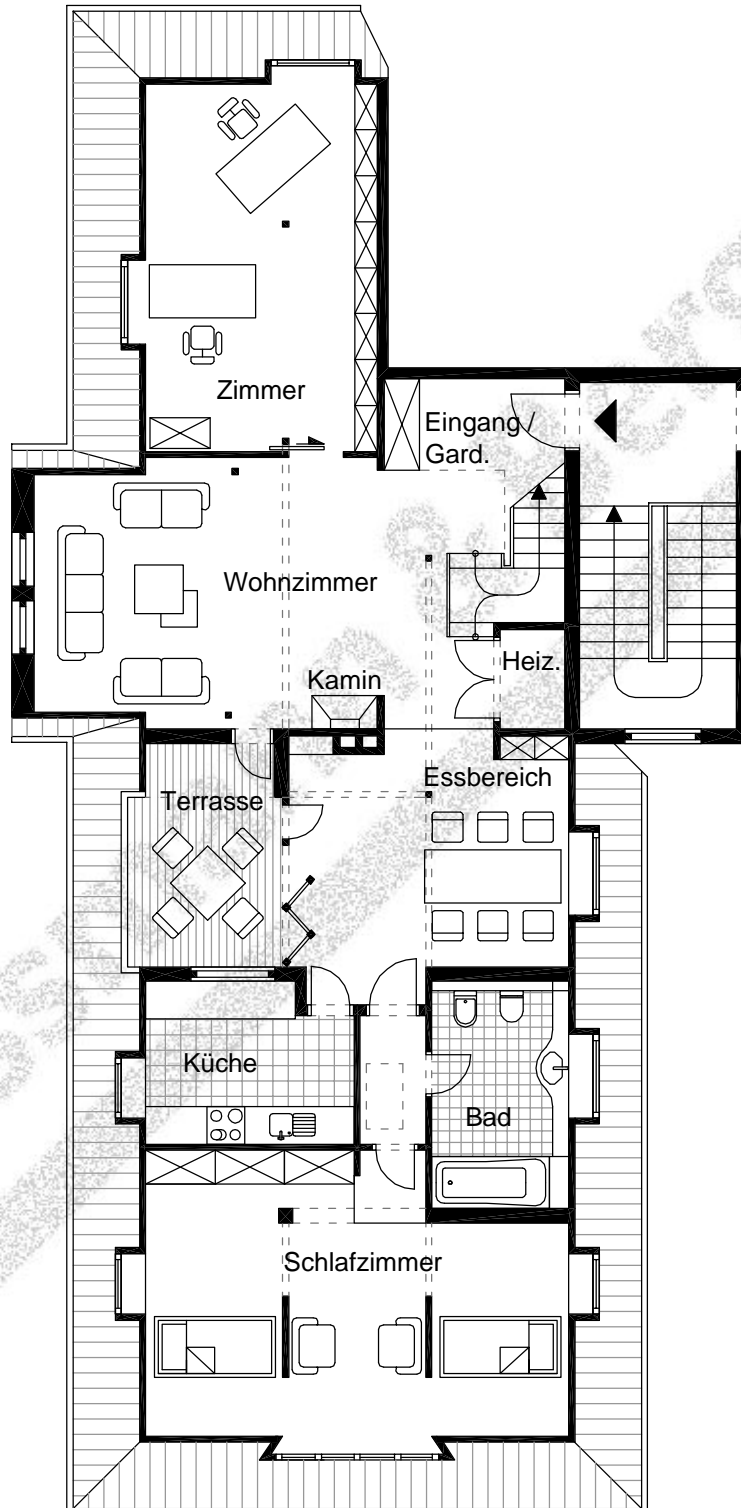 Zimmer
Eingang /
Gard.
Wohnzimmer
Heiz.
Kamin
Essbereich
Terrasse
Küche
Bad
Schlafzimmer